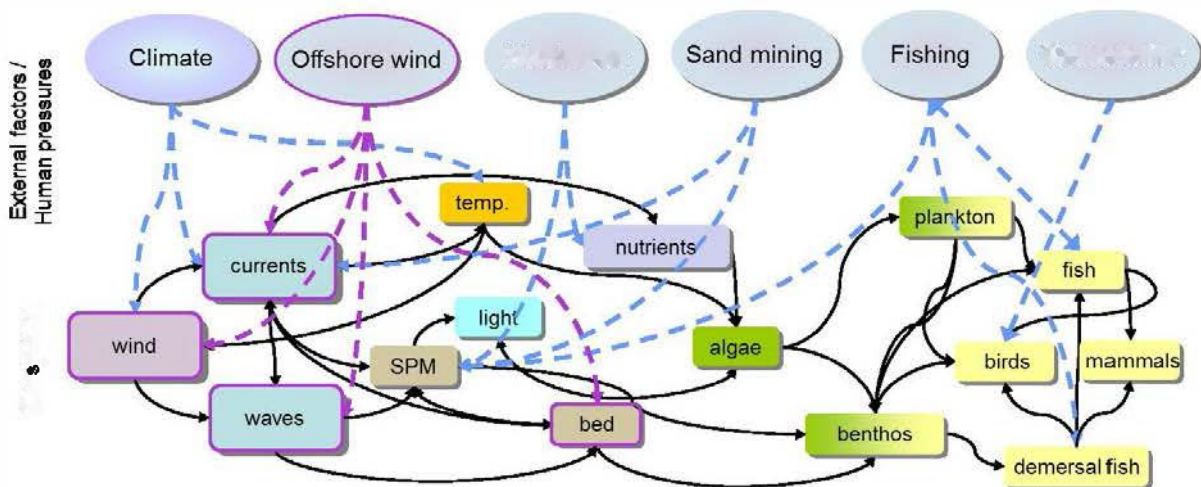 External factors /
Human pressures
Climate
Offshore wind
Sand mining
Fishing
temp.
plankton
currents
nutrients
fish
wind
light
SPM
algae
birds
mammals
waves
bed
benthos
demersal fish
s